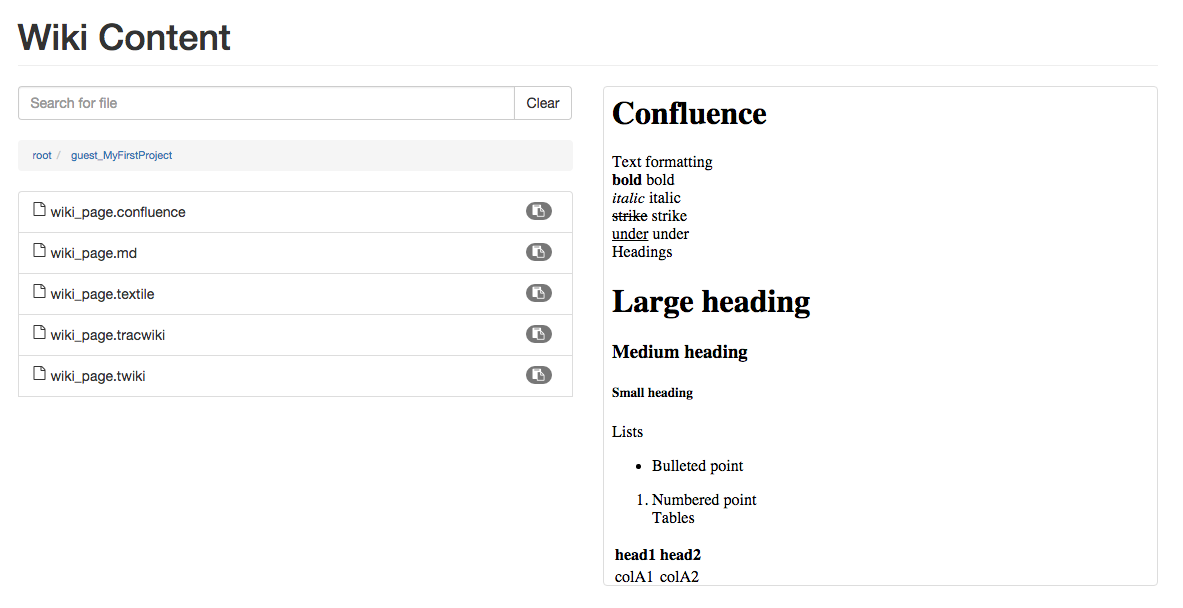 Wiki Content
Search for file
Clear
root / guest_MyFirstProject
wiki_page.confluence
wiki_page.md
wiki_page.textile
wiki_page.tracwiki
wiki_page.twiki
Confluence
Text formatting
bold bold
italic italic
strike strike
under under
Headings
Large heading
Medium heading
Small heading
Lists
• Bulleted point
1. Numbered point
Tables
head1 head2
colA1 colA2